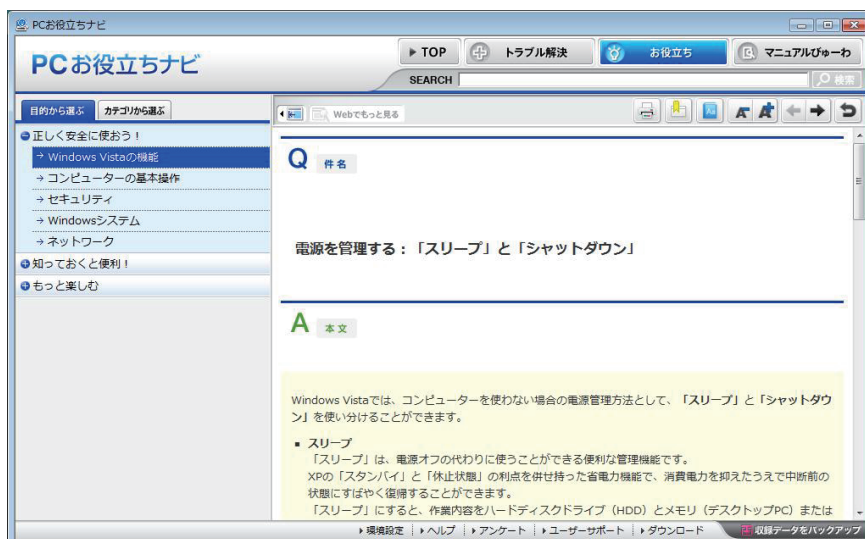 PCお役立ちナビ
PCお役立ちナビ
TOP
トラブル解決
お役立ち
マニュアルびゅーわ
SEARCH
検索
目的から選ぶ
カテゴリから選ぶ
Webでもっと見る
正しく安全に使おう!
→ Windows Vistaの機能
→ コンピューターの基本操作
→ セキュリティ
→ Windowsシステム
→ ネットワーク
知っておくと便利!
もっと楽しむ
Q 件名
電源を管理する:「スリープ」と「シャットダウン」
A 本文
Windows Vistaでは、コンピューターを使わない場合の電源管理方法として、「スリープ」と「シャットダウ
ン」を使い分けることができます。
■ スリープ
「スリープ」は、電源オフの代わりに使うことができる便利な管理機能です。
XPの「スタンバイ」と「休止状態」の利点を併せ持った省電力機能で、消費電力を抑えたうえで中断前の
状態にすばやく復帰することができます。
「スリープ」にすると、作業内容をハードディスクドライブ(HDD)とメモリ(デスクトップPC)または
環境設定
ヘルプ
アンケート
ユーザーサポート
ダウンロード
収録データをバックアップ